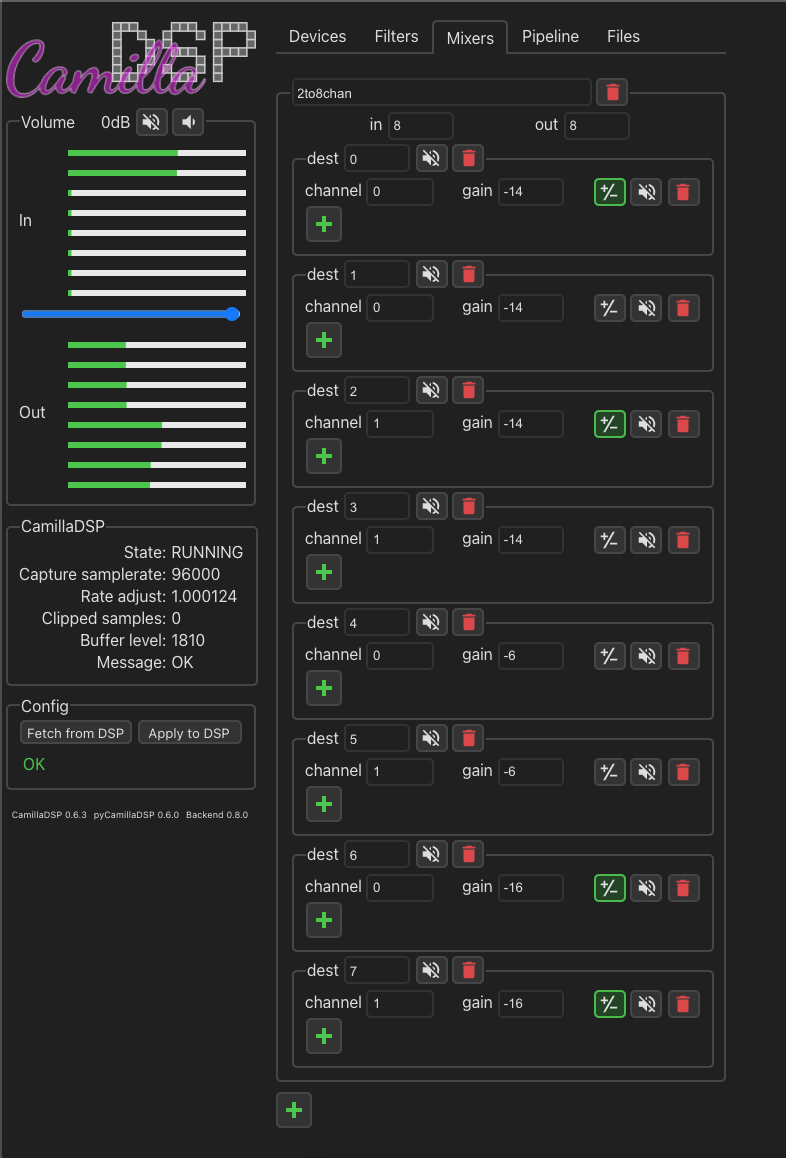 Camilla DSP
Devices Filters Mixers Pipeline Files
2to8chan
in 8 out 8
Volume 0dB
In
Out
dest 0
channel 0 gain -14 +/-
dest 1
channel 0 gain -14 +/-
dest 2
channel 1 gain -14 +/-
dest 3
channel 1 gain -14 +/-
dest 4
channel 0 gain -6 +/-
dest 5
channel 1 gain -6 +/-
dest 6
channel 0 gain -16 +/-
dest 7
channel 1 gain -16 +/-
CamillaDSP
State: RUNNING
Capture samplerate: 96000
Rate adjust: 1.000124
Clipped samples: 0
Buffer level: 1810
Message: OK
Config
Fetch from DSP Apply to DSP
OK
CamillaDSP 0.6.3 pyCamillaDSP 0.6.0 Backend 0.8.0